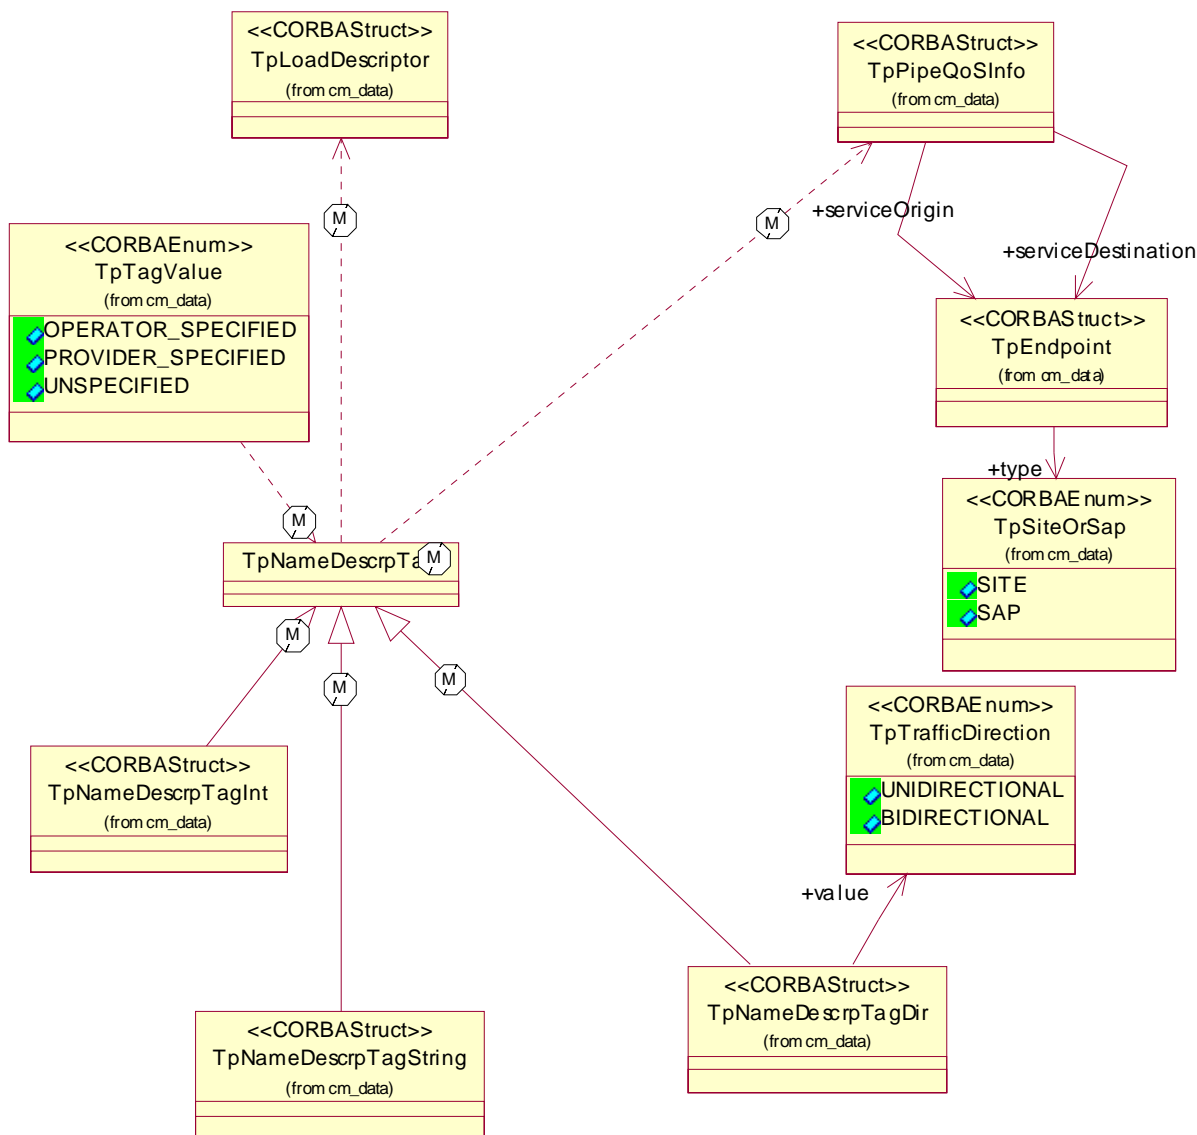 <<CORBAStruct>>
TpLoadDescriptor
(from cm_data)
<<CORBAStruct>>
TpPipeQoSInfo
(from cm_data)
M
M
+serviceOrigin
+serviceDestination
<<CORBAEnum>>
TpTagValue
(from cm_data)
OPERATOR_SPECIFIED
PROVIDER_SPECIFIED
UNSPECIFIED
<<CORBAStruct>>
TpEndpoint
(from cm_data)
+type
<<CORBAEnum>>
TpSiteOrSap
(from cm_data)
SITE
SAP
M
TpNameDescrpTa
M
M
M
M
<<CORBAEnum>>
TpTrafficDirection
(from cm_data)
UNIDIRECTIONAL
BIDIRECTIONAL
+value
<<CORBAStruct>>
TpNameDescrpTagInt
(from cm_data)
<<CORBAStruct>>
TpNameDescrpTagDir
(from cm_data)
<<CORBAStruct>>
TpNameDescrpTagString
(from cm_data)